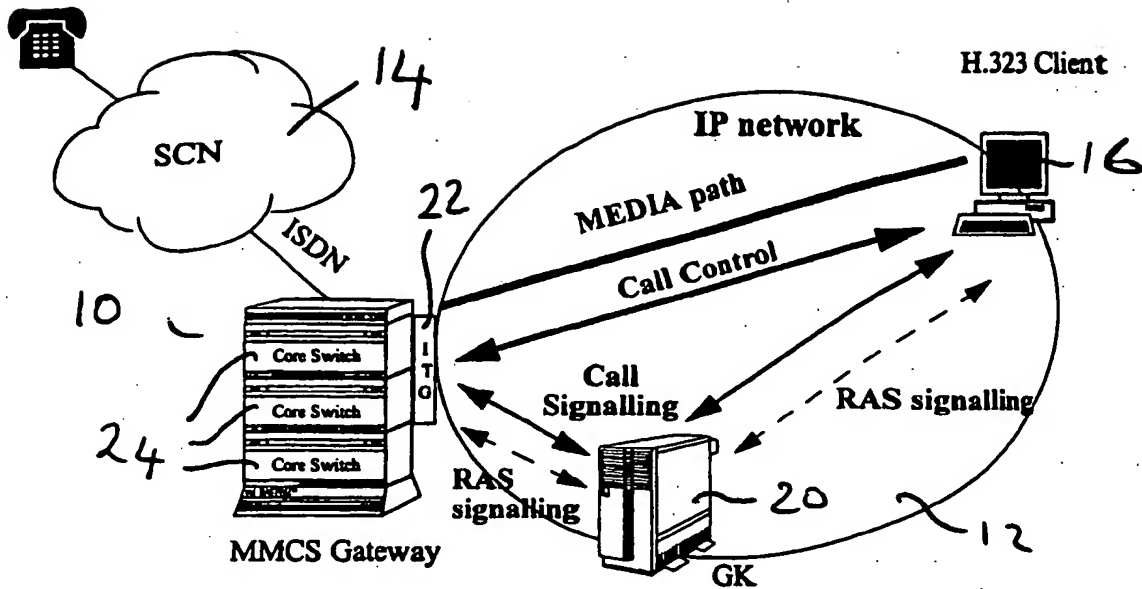 14
H.323 Client
SCN
IP network
16
22
MEDIA path
ISDN
Call Control
10
ITG
Core Switch
Call
Signalling
Core Switch
RAS signalling
24
Core Switch
RAS
signalling
20
12
MMCS Gateway
GK